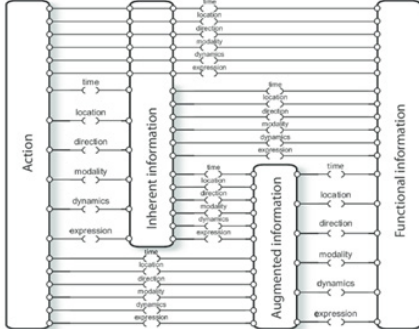 time
location
direction
modality
dynamics
expression
Action
time
location
direction
modality
dynamics
expression
Inherent information
time
location
direction
modality
dynamics
expression
time
location
direction
modality
dynamics
expression
Augmented information
time
location
direction
modality
dynamics
expression
Functional information
time
location
direction
modality
dynamics
expression